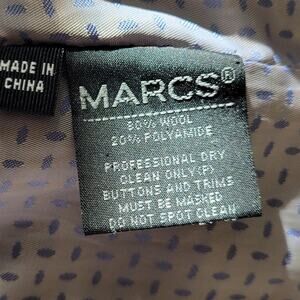 MADE IN
CHINA
MARCS®
80% WOOL
20% POLYAMIDE
PROFESSIONAL DRY
CLEAN ONLY(P)
BUTTONS AND TRIMS
MUST BE MASKED
DO NOT SPOT CLEAN